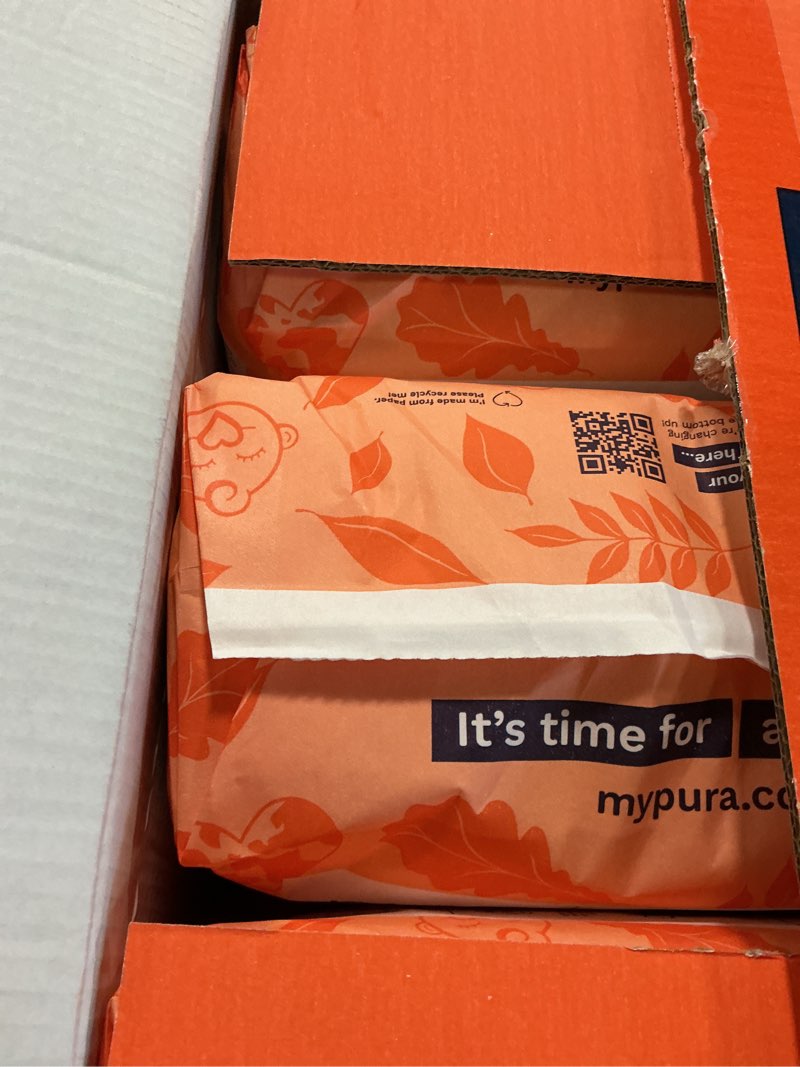 I'm made from paper.
Please recycle me!
your
here...
're changing
e bottom up!
It's time for a
mypura.co